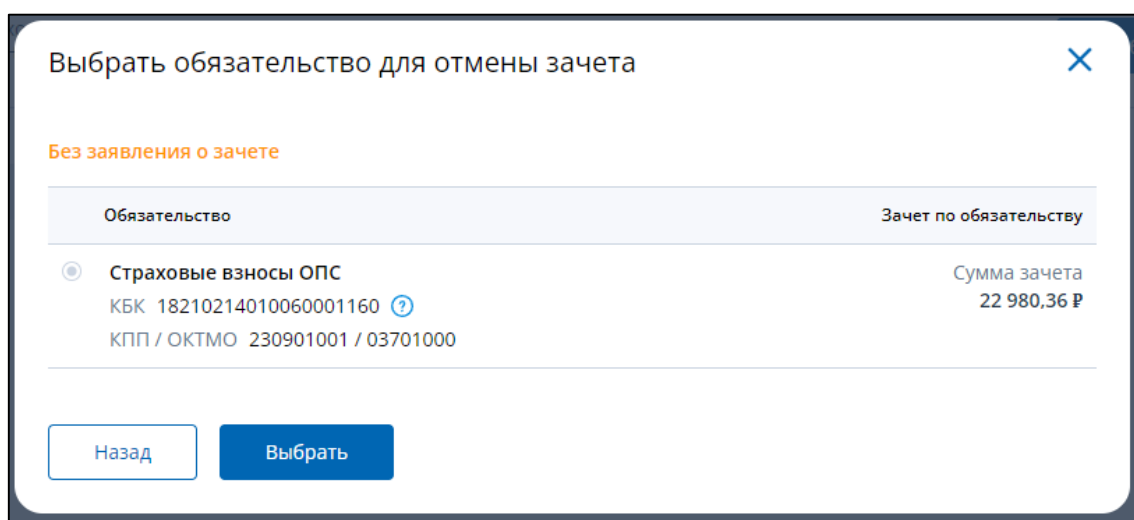 Выбрать обязательство для отмены зачета
Без заявления о зачете
Обязательство Зачет по обязательству
Страховые взносы ОПС Сумма зачета
КБК 18210214010060001160 ? 22 980,36 ₽
КПП / ОКТМО 230901001 / 03701000
Назад Выбрать